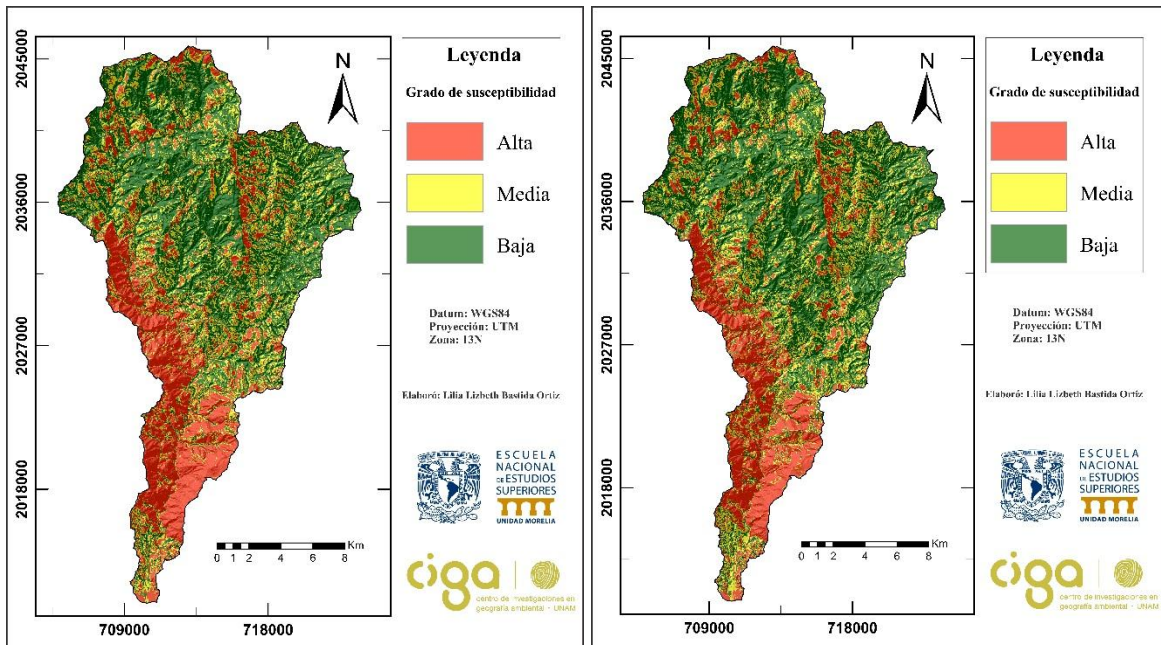 Leyenda
Grado de susceptibilidad
Alta
Media
Baja
Datum: WGS84
Proyección: UTM
Zona: 13N
Elaboró: Lilia Lizbeth Bastida Ortiz
ESCUELA
NACIONAL
DE ESTUDIOS
SUPERIORES
UNIDAD MORELIA
ciga
centro de investigaciones en
geografía ambiental - UNAM
N
Km
0 1 2 4 6 8
2045000
2036000
2027000
2018000
709000
718000
Leyenda
Grado de susceptibilidad
Alta
Media
Baja
Datum: WGS84
Proyección: UTM
Zona: 13N
Elaboró: Lilia Lizbeth Bastida Ortiz
ESCUELA
NACIONAL
DE ESTUDIOS
SUPERIORES
UNIDAD MORELIA
ciga
centro de investigaciones en
geografía ambiental - UNAM
N
Km
0 1 2 4 6 8
2045000
2036000
2027000
2018000
709000
718000